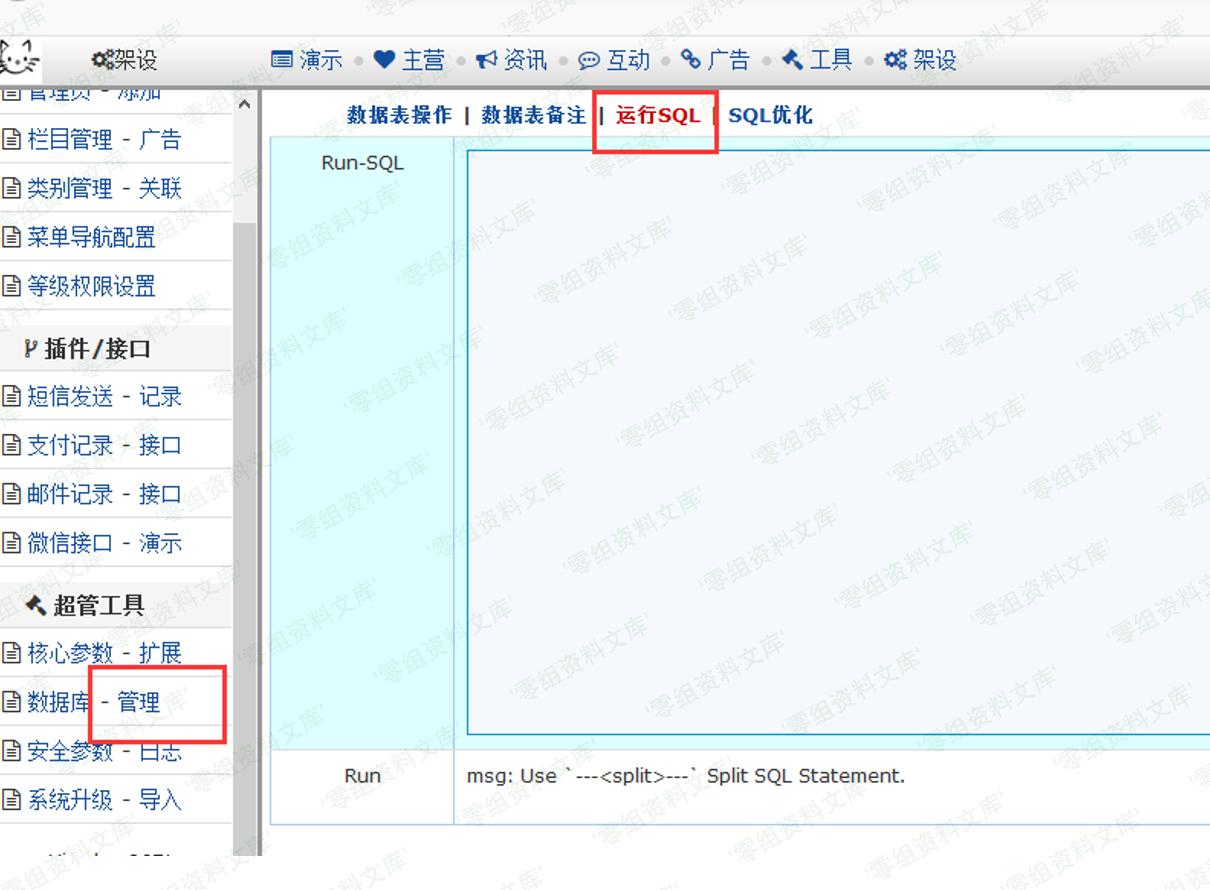 架设 演示 主营 资讯 互动 广告 工具 架设
管理员 - 添加
栏目管理 - 广告
类别管理 - 关联
菜单导航配置
等级权限设置
插件/接口
短信发送 - 记录
支付记录 - 接口
邮件记录 - 接口
微信接口 - 演示
超管工具
核心参数 - 扩展
数据库 - 管理
安全参数 - 日志
系统升级 - 导入
数据表操作 | 数据表备注 | 运行SQL | SQL优化
Run-SQL
Run msg: Use `---<split>---` Split SQL Statement.
零组资料文库